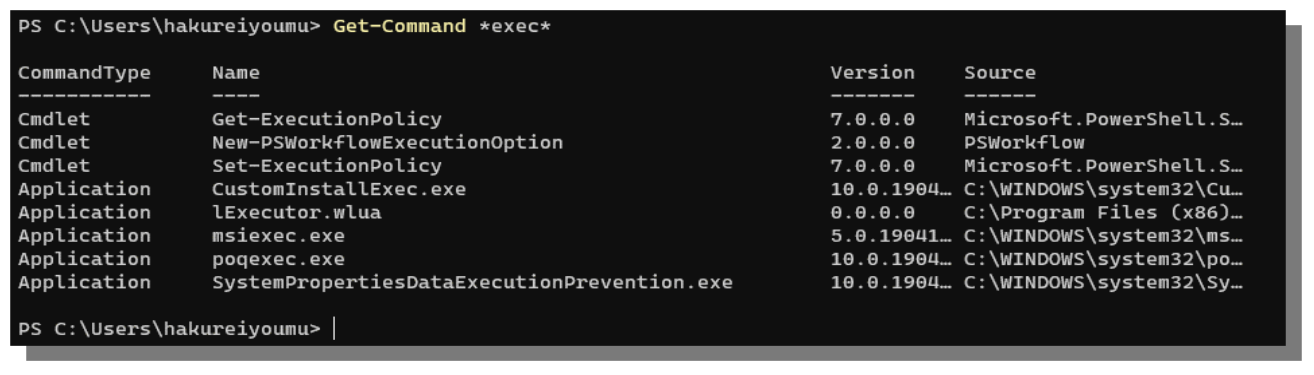 PS C:\Users\hakureiyoumu> Get-Command *exec*
CommandType Name Version Source
----------- ---- ------- ------
Cmdlet Get-ExecutionPolicy 7.0.0.0 Microsoft.PowerShell.S…
Cmdlet New-PSWorkflowExecutionOption 2.0.0.0 PSWorkflow
Cmdlet Set-ExecutionPolicy 7.0.0.0 Microsoft.PowerShell.S…
Application CustomInstallExec.exe 10.0.1904… C:\WINDOWS\system32\Cu…
Application lExecutor.wlua 0.0.0.0 C:\Program Files (x86)…
Application msiexec.exe 5.0.19041… C:\WINDOWS\system32\ms…
Application poqexec.exe 10.0.1904… C:\WINDOWS\system32\po…
Application SystemPropertiesDataExecutionPrevention.exe 10.0.1904… C:\WINDOWS\system32\Sy…
PS C:\Users\hakureiyoumu>